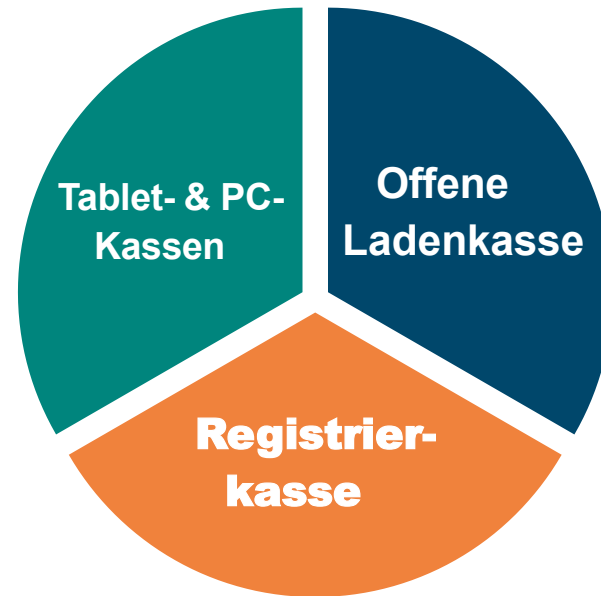 Tablet- & PC-
Kassen
Offene
Ladenkasse
Registrier-
kasse